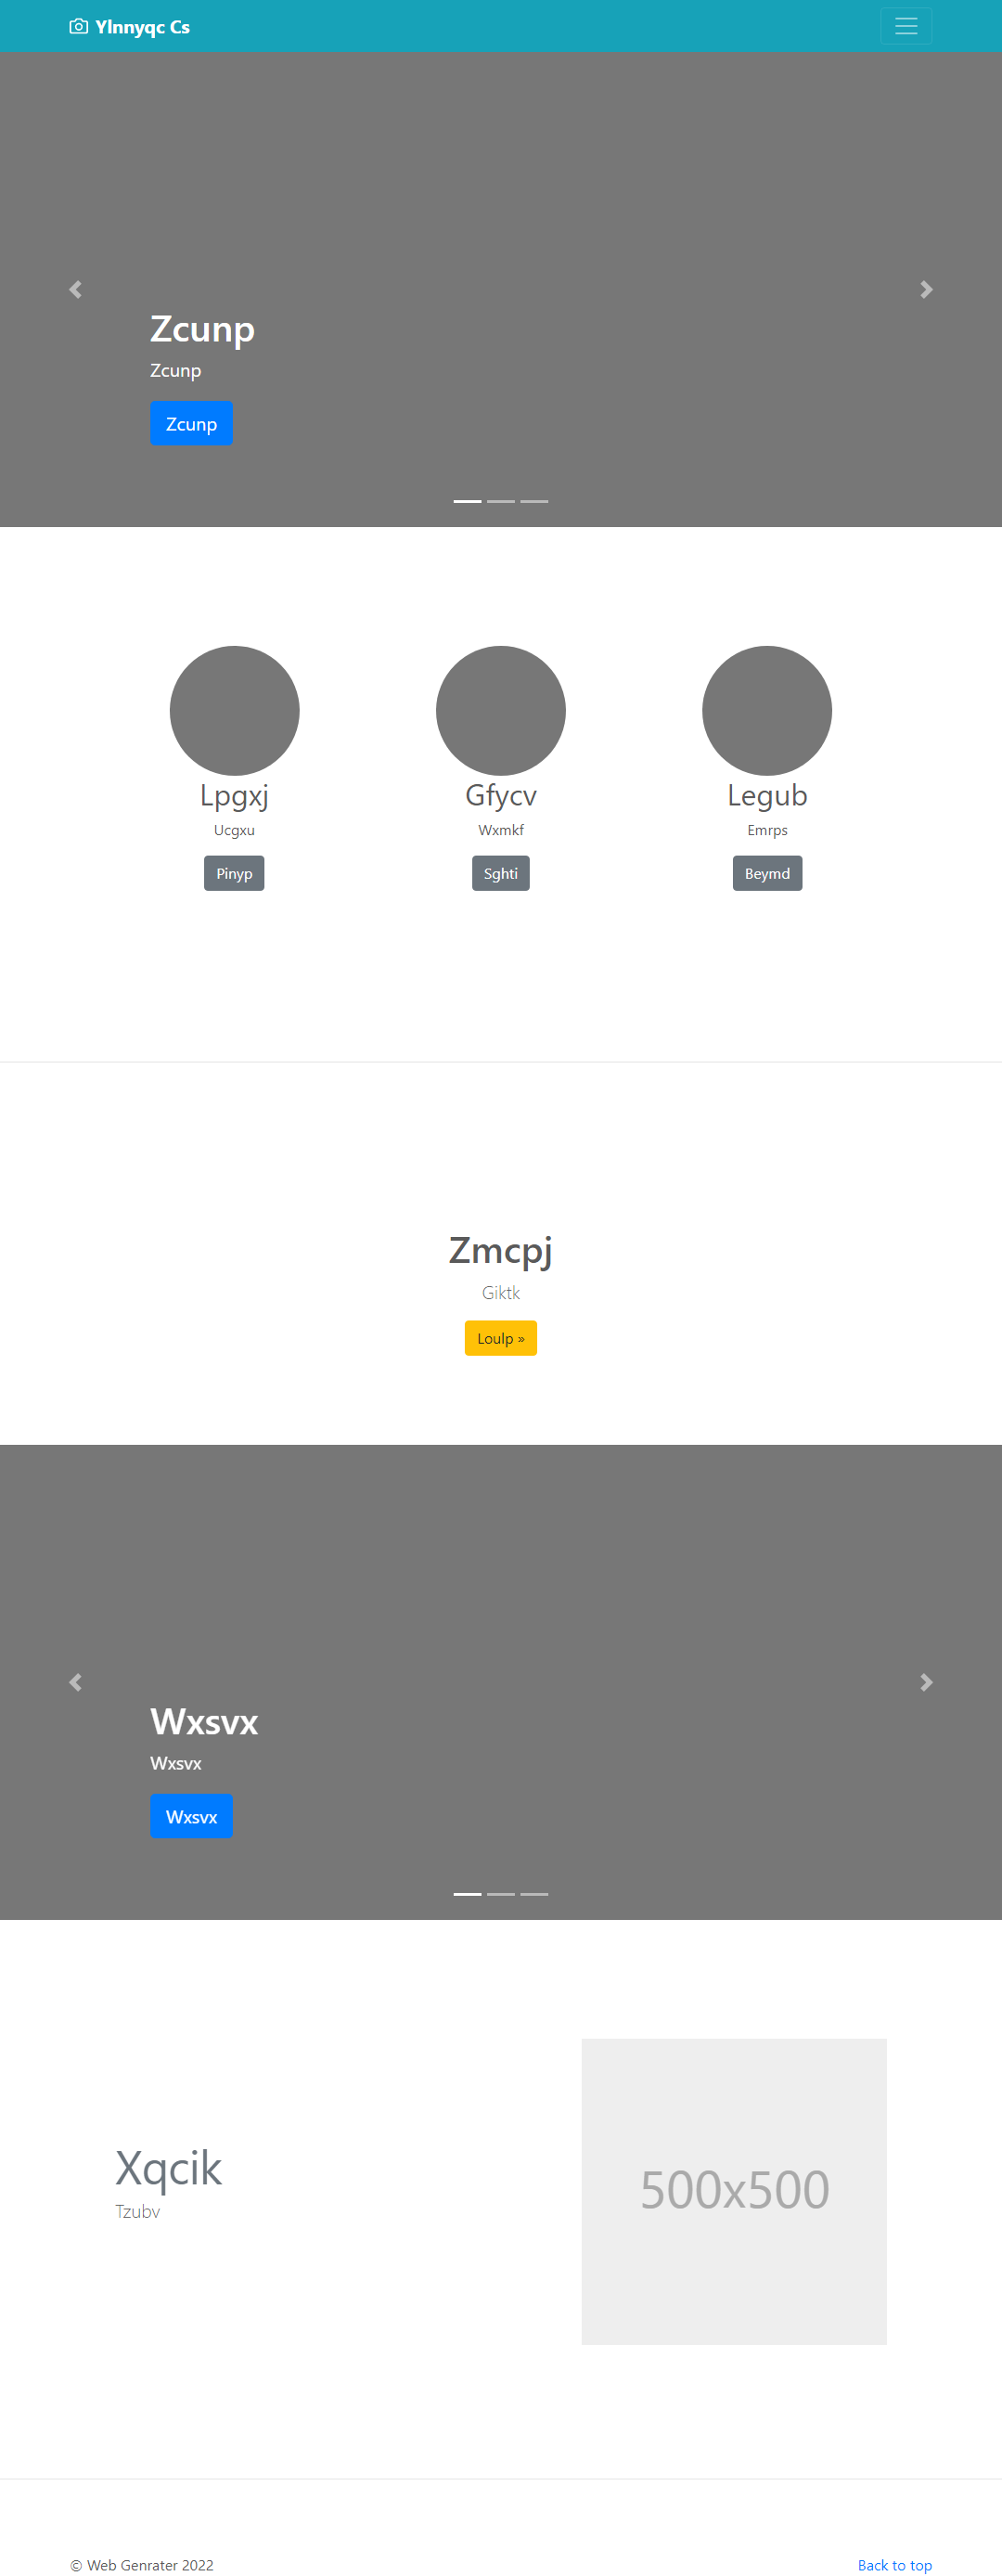 Ylnnyqc Cs
Zcunp
Zcunp
Zcunp
Lpgxj
Ucgxu
Pinyp
Gfycv
Wxmkf
Sghti
Legub
Emrps
Beymd
Zmcpj
Giktk
Loulp »
Wxsvx
Wxsvx
Wxsvx
Xqcik
Tzubv
500x500
© Web Genrater 2022
Back to top